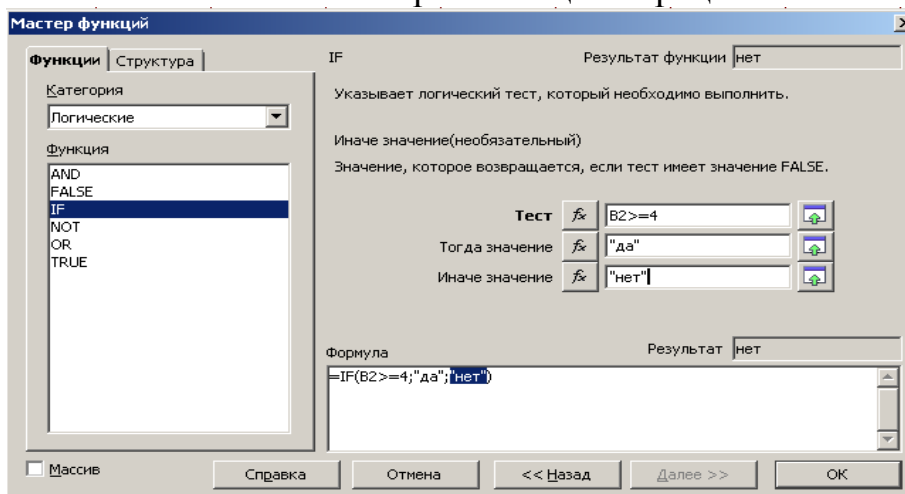 Мастер функций
Функции
Структура
Категория
Логические
Функция
AND
FALSE
IF
NOT
OR
TRUE
Массив
IF
Результат функции
нет
Указывает логический тест, который необходимо выполнить.
Иначе значение(необязательный)
Значение, которое возвращается, если тест имеет значение FALSE.
Тест
B2>=4
Тогда значение
"да"
Иначе значение
"нет"
Формула
Результат
нет
=IF(B2>=4;"да";"нет")
Справка
Отмена
<< Назад
Далее >>
ОК